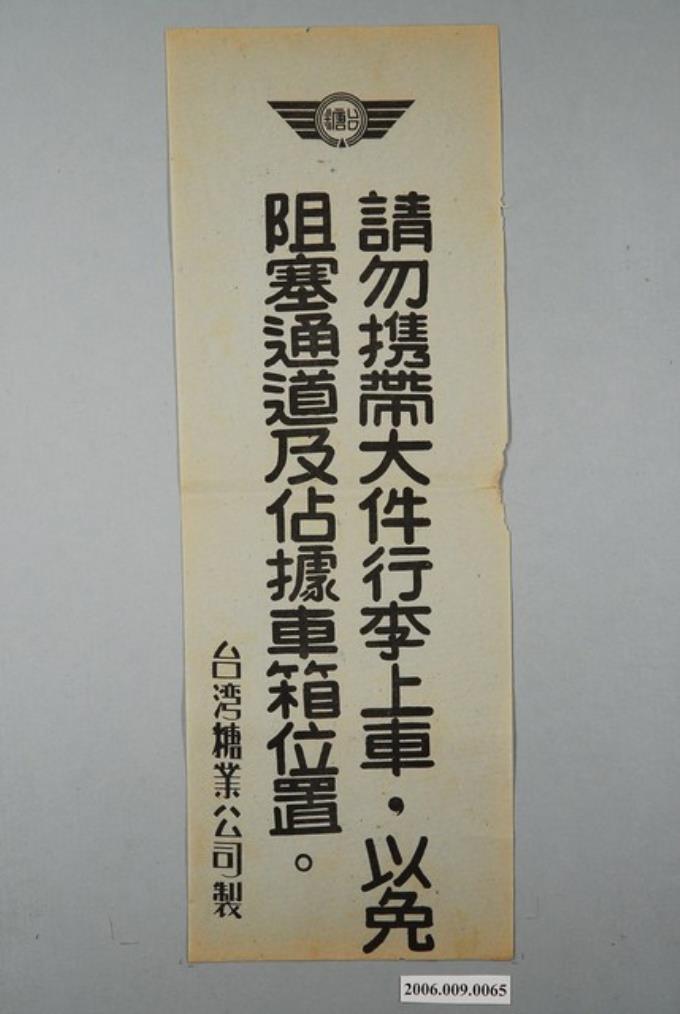 台糖
請勿携帶大件行李上車，以免
阻塞通道及佔據車箱位置。
台湾糖業公司製
2006.009.0065